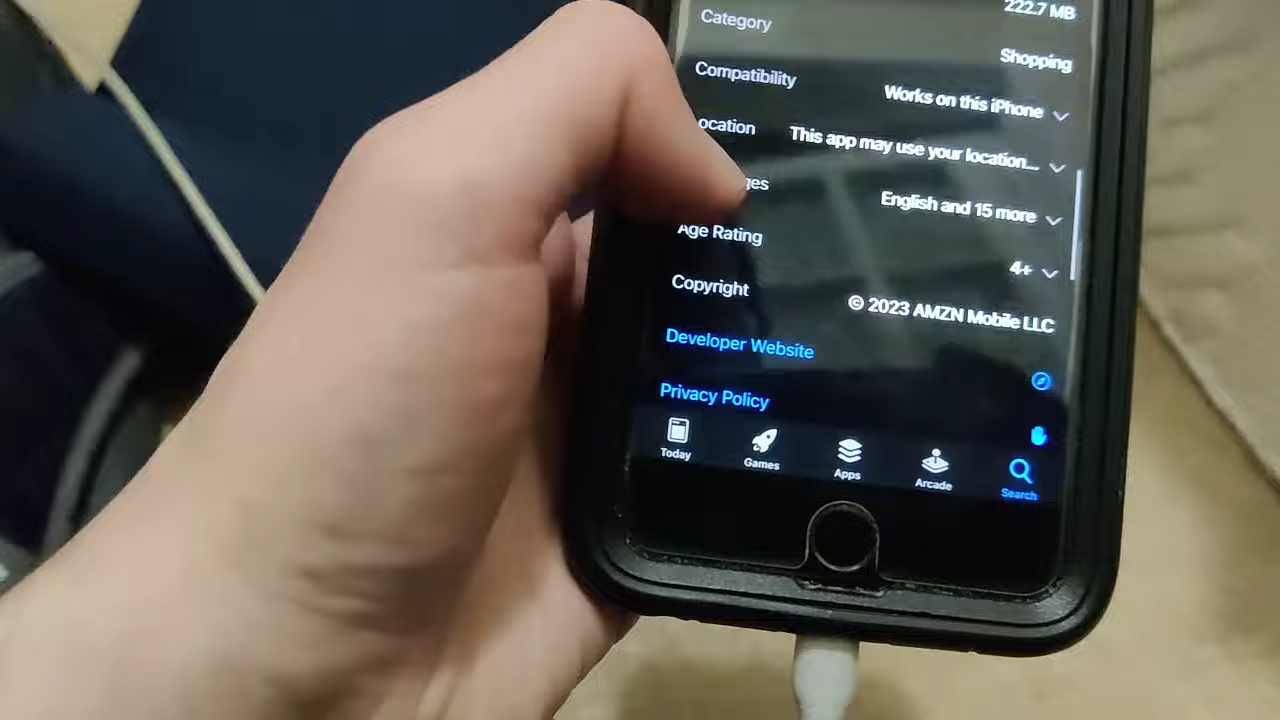 222.7 MB
Category
Shopping
Compatibility
Works on this iPhone
ocation
This app may use your location...
ges
English and 15 more
Age Rating
4+
Copyright
© 2023 AMZN Mobile LLC
Developer Website
Privacy Policy
Today
Games
Apps
Arcade
Search